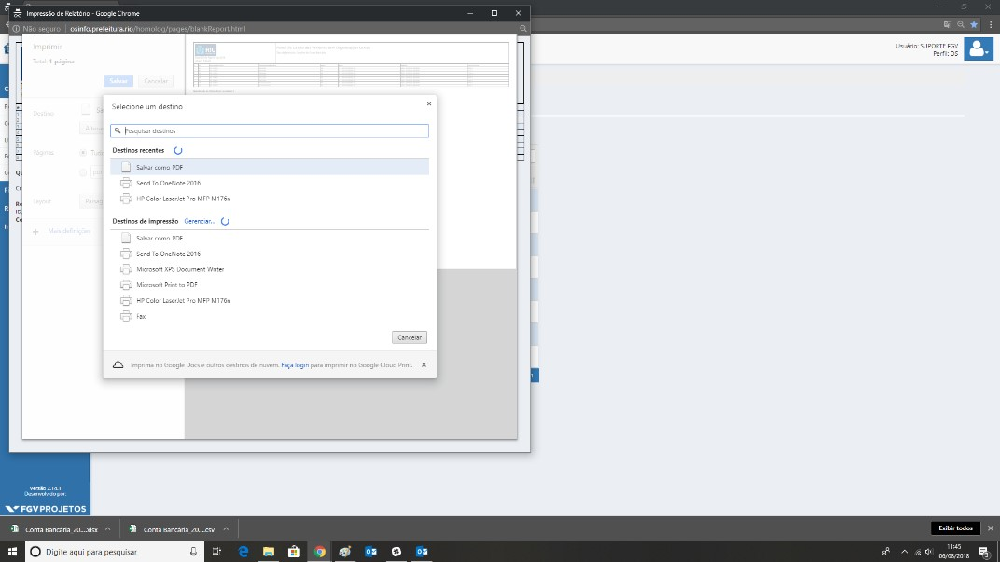 Impressão de Relatório - Google Chrome
Não seguro | osinfo.prefeitura.rio/homolog/pages/blankReport.html
Usuário: SUPORTE FGV
Perfil: OS
Imprimir
Total: 1 página
Salvar
Cancelar
Destino
Páginas
Layout
Mais definições
RIO
Selecione um destino
Pesquisar destinos
Destinos recentes
Salvar como PDF
Send To OneNote 2016
HP Color LaserJet Pro MFP M176n
Destinos de impressão Gerenciar...
Salvar como PDF
Send To OneNote 2016
Microsoft XPS Document Writer
Microsoft Print to PDF
HP Color LaserJet Pro MFP M176n
Fax
Cancelar
Imprima no Google Docs e outros destinos de nuvem. Faça login para imprimir no Google Cloud Print.
Versão 2.14.1
Desenvolvido por:
FGV PROJETOS
Conta Bancária_20....xlsx
Conta Bancária_20....csv
Exibir todos
Digite aqui para pesquisar
11:45
06/08/2018
3